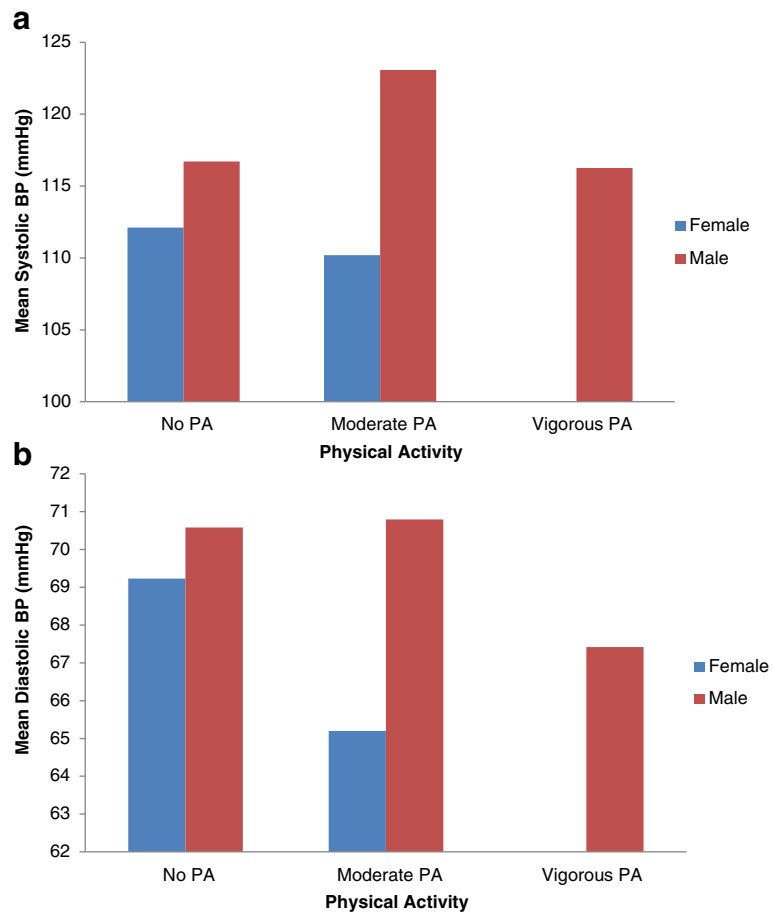 a
125
120
115
110
105
100
Mean Systolic BP (mmHg)
No PA
Moderate PA
Vigorous PA
Physical Activity
Female
Male
b
72
71
70
69
68
67
66
65
64
63
62
Mean Diastolic BP (mmHg)
No PA
Moderate PA
Vigorous PA
Physical Activity
Female
Male